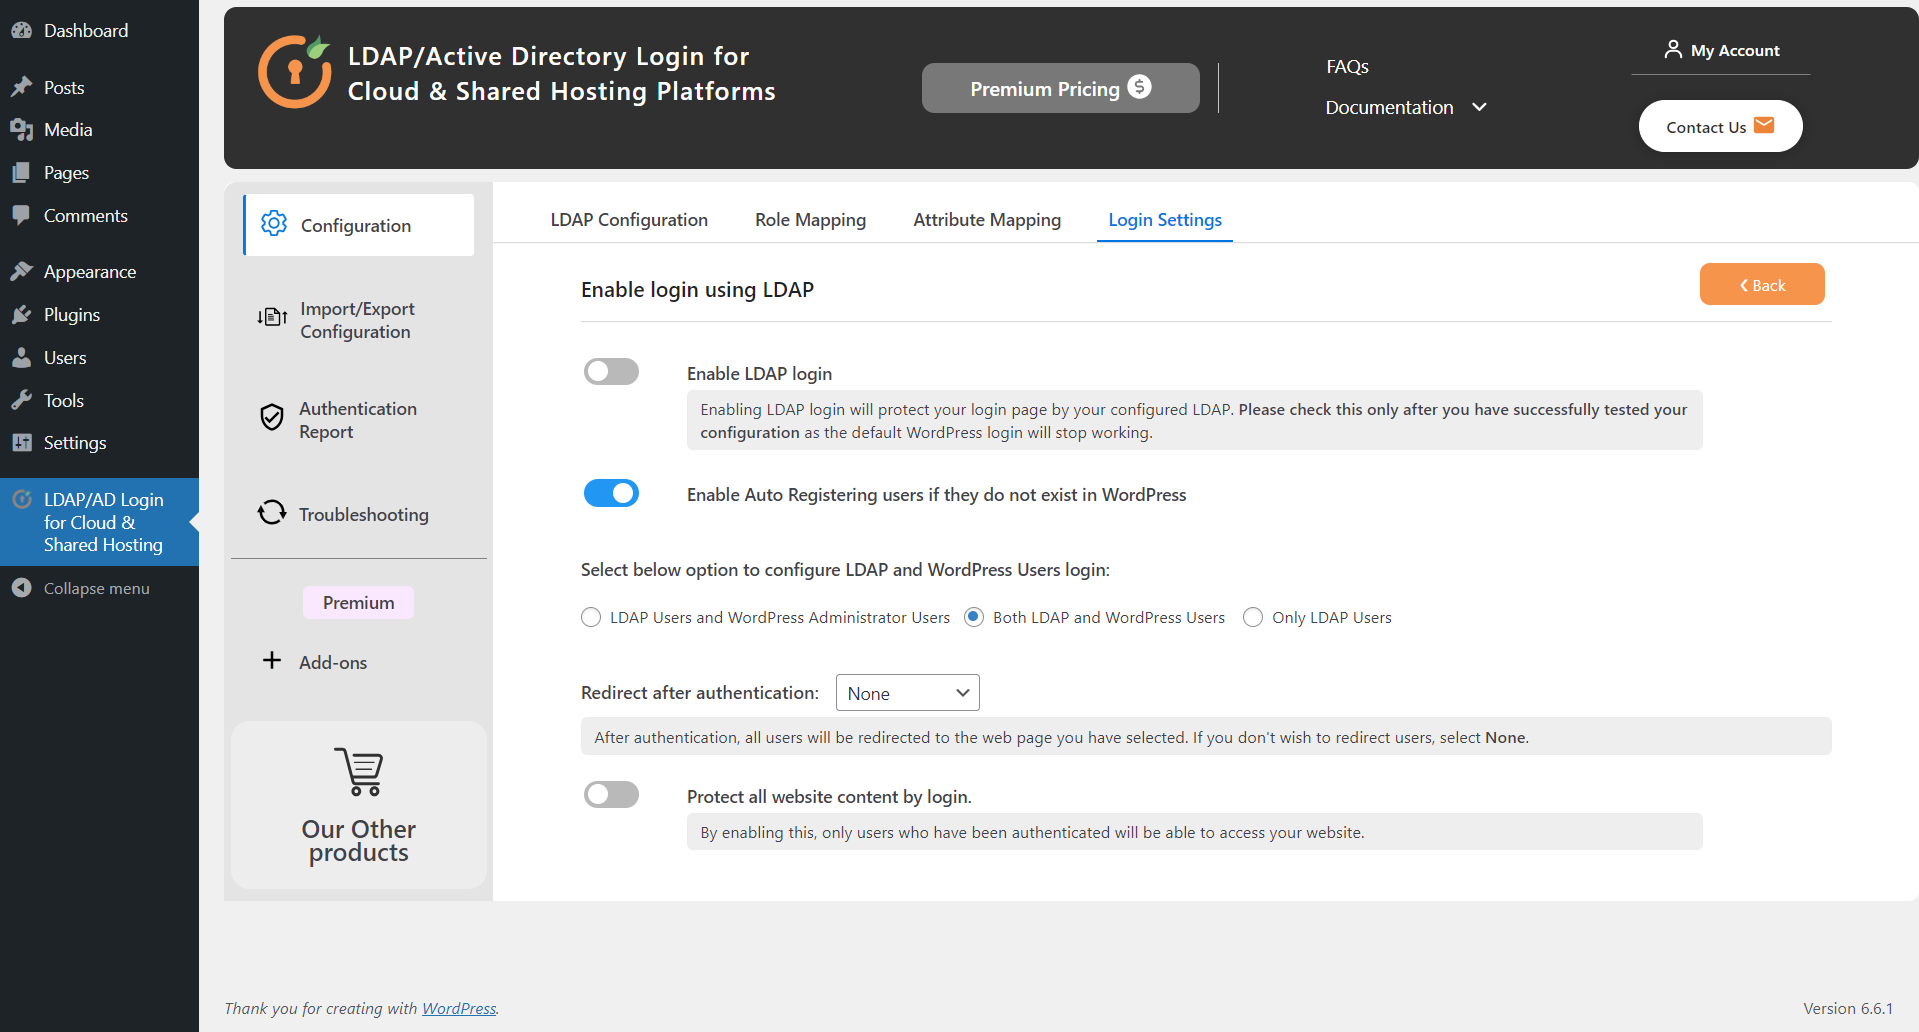 Dashboard
Posts
Media
Pages
Comments
Appearance
Plugins
Users
Tools
Settings
LDAP/AD Login
for Cloud &
Shared Hosting
Collapse menu
LDAP/Active Directory Login for
Cloud & Shared Hosting Platforms
Premium Pricing $
FAQs
Documentation
My Account
Contact Us
Configuration
Import/Export
Configuration
Authentication
Report
Troubleshooting
Premium
Add-ons
Our Other
products
LDAP Configuration
Role Mapping
Attribute Mapping
Login Settings
Enable login using LDAP
Back
Enable LDAP login
Enabling LDAP login will protect your login page by your configured LDAP. Please check this only after you have successfully tested your
configuration as the default WordPress login will stop working.
Enable Auto Registering users if they do not exist in WordPress
Select below option to configure LDAP and WordPress Users login:
LDAP Users and WordPress Administrator Users
Both LDAP and WordPress Users
Only LDAP Users
Redirect after authentication:
None
After authentication, all users will be redirected to the web page you have selected. If you don't wish to redirect users, select None.
Protect all website content by login.
By enabling this, only users who have been authenticated will be able to access your website.
Thank you for creating with WordPress.
Version 6.6.1